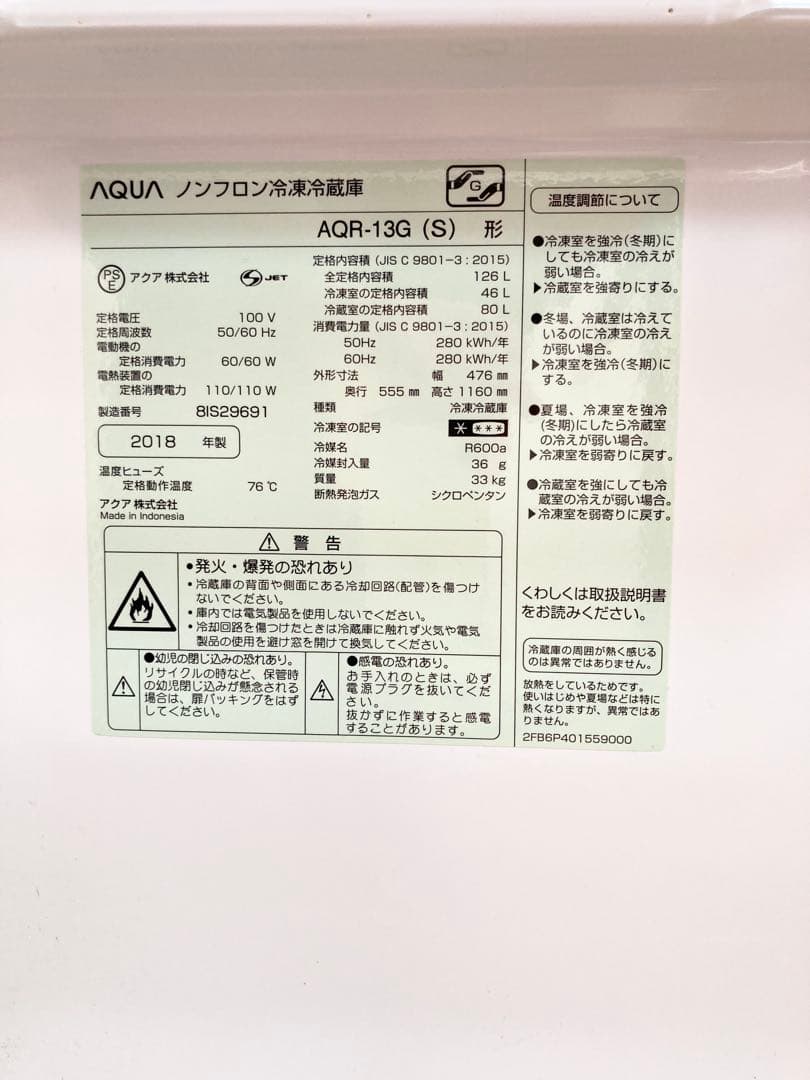 AQUA ノンフロン冷凍冷蔵庫
G
AQR-13G (S) 形
PS
E
アクア 株式会社
S JET
定格電圧 100 V
定格周波数 50/60 Hz
電動機の
定格消費電力 60/60 W
電熱装置の
定格消費電力 110/110 W
製造番号 8IS29691
2018 年製
温度ヒューズ
定格動作温度 76 ℃
アクア 株式会社
Made in Indonesia
定格内容積 (JIS C 9801-3 : 2015)
全定格内容積 126 L
冷凍室の定格内容積 46 L
冷蔵室の定格内容積 80 L
消費電力量 (JIS C 9801-3 : 2015)
50Hz 280 kWh/年
60Hz 280 kWh/年
外形寸法 幅 476 ㎜
奥行 555 ㎜ 高さ 1160 ㎜
種類 冷凍冷蔵庫
冷凍室の記号 ****
冷媒名 R600a
冷媒封入量 36 g
質量 33 kg
断熱発泡ガス シクロペンタン
警 告
●発火・爆発の恐れあり
・冷蔵庫の背面や側面にある冷却回路(配管)を傷つけ
ないでください。
・庫内では電気製品を使用しないでください。
・冷却回路を傷つけたときは冷蔵庫に触れず火気や電気
製品の使用を避け窓を開けて換気してください。
●幼児の閉じ込みの恐れあり。
リサイクルの時など、保管時
の幼児閉じ込みが懸念される
場合は、扉パッキングをはず
してください。
●感電の恐れあり。
お手入れのときは、必ず
電源プラグを抜いてくだ
さい。
抜かずに作業すると感電
することがあります。
温度調節について
●冷凍室を強冷(冬期)に
しても冷凍室の冷えが
弱い場合。
▶冷蔵室を強寄りにする。
●冬場、冷蔵室は冷えて
いるのに冷凍室の冷え
が弱い場合。
▶冷凍室を強冷(冬期)に
する。
●夏場、冷凍室を強冷
(冬期)にしたら冷蔵室
の冷えが弱い場合。
▶冷凍室を弱寄りに戻す。
●冷蔵室を強にしても冷
蔵室の冷えが弱い場合。
▶冷凍室を弱寄りに戻す。
くわしくは取扱説明書
をお読みください。
冷蔵庫の周囲が熱く感じる
のは異常ではありません。
放熱をしているためです。
使いはじめや夏場などは特に
熱くなりますが、異常ではあ
りません。
2FB6P401559000